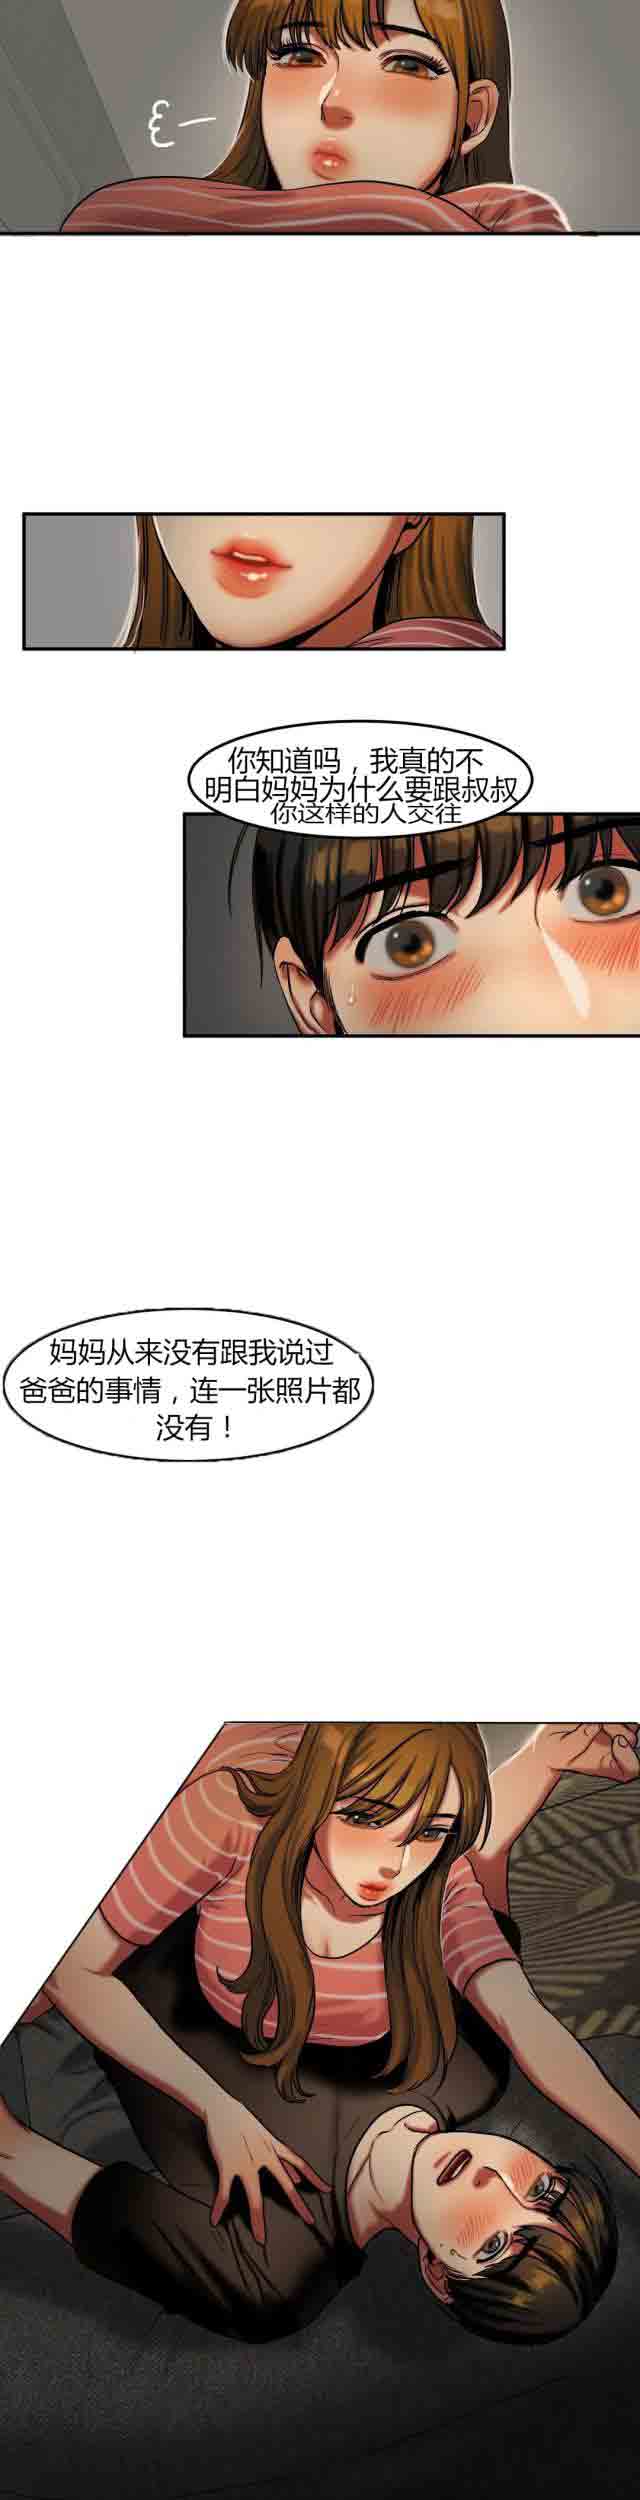 你知道吗，我真的不
明白妈妈为什么要跟叔叔
你这样的人交往
妈妈从来没有跟我说过
爸爸的事情，连一张照片都
没有！